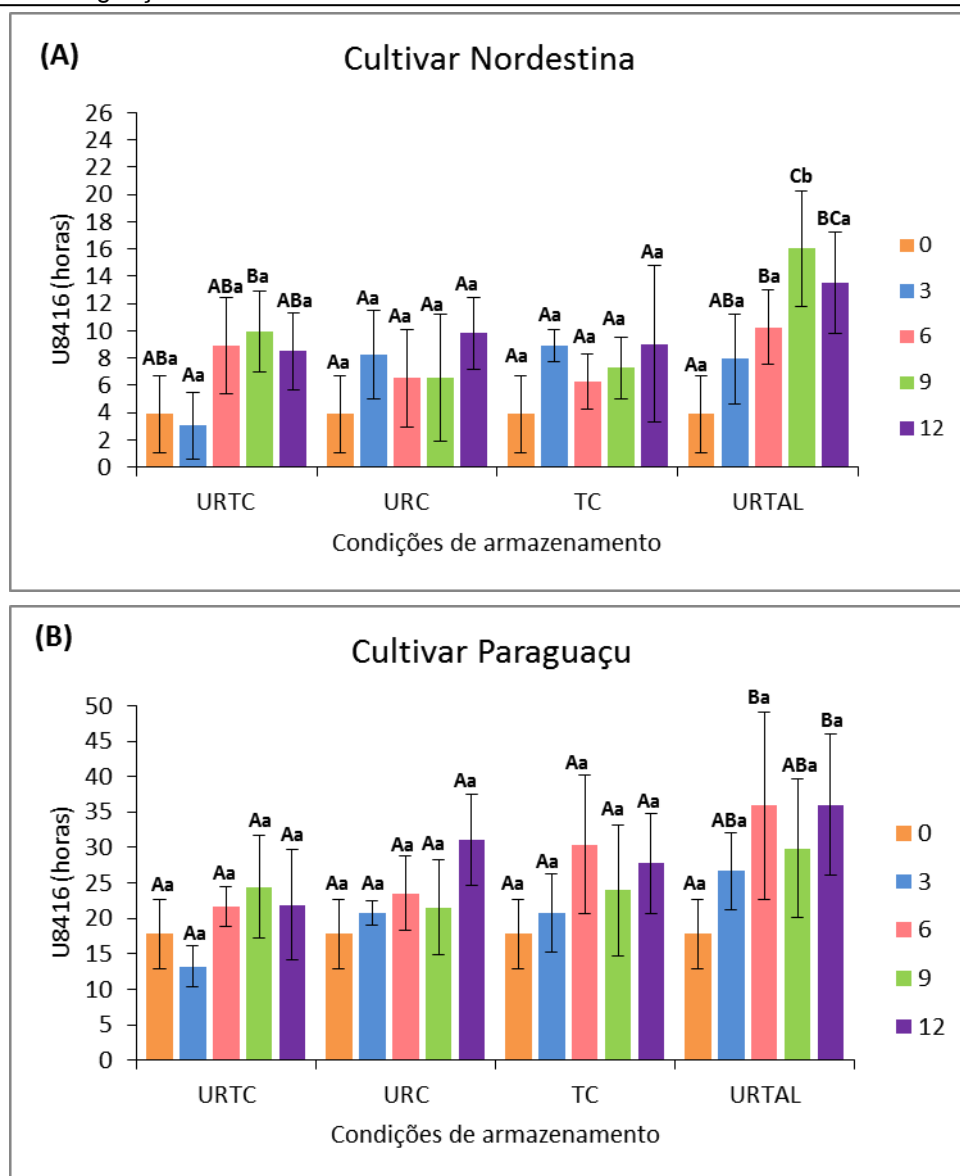 (A)
Cultivar Nordestina
U8416 (horas)
26
24
22
20
18
16
14
12
10
8
6
4
2
0
ABa Aa ABa Ba ABa
Aa Aa Aa Aa Aa
Aa Aa Aa Aa Aa
Aa ABa Ba Cb BCa
URTC URC TC URTAL
Condições de armazenamento
0
3
6
9
12
(B)
Cultivar Paraguaçu
U8416 (horas)
50
45
40
35
30
25
20
15
10
5
0
Aa Aa Aa Aa Aa
Aa Aa Aa Aa Aa
Aa Aa Aa Aa Aa
Aa ABa Ba ABa Ba
URTC URC TC URTAL
Condições de armazenamento
0
3
6
9
12